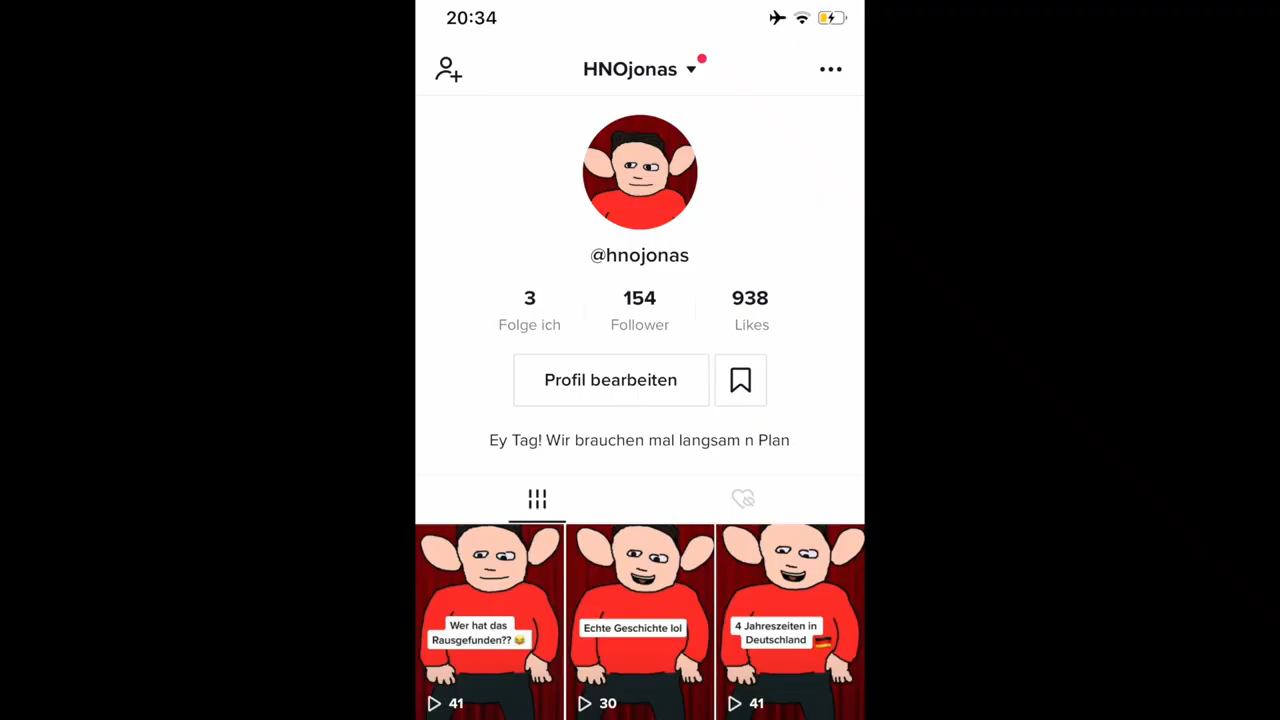 20:34
HNOjonas
@hnojonas
3 154 938
Folge ich Follower Likes
Profil bearbeiten
Ey Tag! Wir brauchen mal langsam n Plan
Wer hat das
Rausgefunden?? 😂
Echte Geschichte lol
4 Jahreszeiten in
Deutschland 🇩🇪
41 30 41